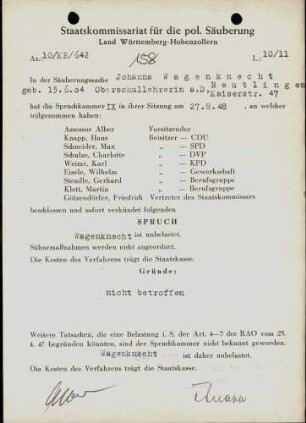 Staatskommissariat für die pol. Säuberung
Land Württemberg-Hohenzollern
Az. 10/KB/642
158
L. 10/11
In der Säuberungssache Johanna Wagenknecht
geb. 15.6.04 Oberschullehrerin a.D, Reutlingen
Kaiserstr. 47
hat die Spruchkammer IX in ihrer Sitzung am 27.8.48 , an welcher
teilgenommen haben:
Assessor Alber Vorsitzender
Knapp, Hans Beisitzer — CDU
Schneider, Max „ — SPD
Schulze, Charlotte „ — DVP
Weimr, Karl „ — KPD
Eisele, Wilhelm „ — Gewerkschaft
Steudle, Gerhard „ — Berufsgruppe
Klett, Martin „ — Berufsgruppe
Götzendörfer, Friedrich Vertreter des Staatskommissars
beschlossen und sofort verkündet folgenden
SPRUCH
Wagenknecht ist unbelastet.
Sühnemaßnahmen werden nicht angeordnet.
Die Kosten des Verfahrens trägt die Staatskasse.
Gründe:
nicht betroffen
Weitere Tatsachen, die eine Belastung i. S. der Art. 4—7 der RAO vom 25.
4. 47 begründen könnten, sind der Spruchkammer nicht bekannt geworden.
Wagenknecht ist daher unbelastet.
Die Kosten des Verfahrens trägt die Staatskasse.